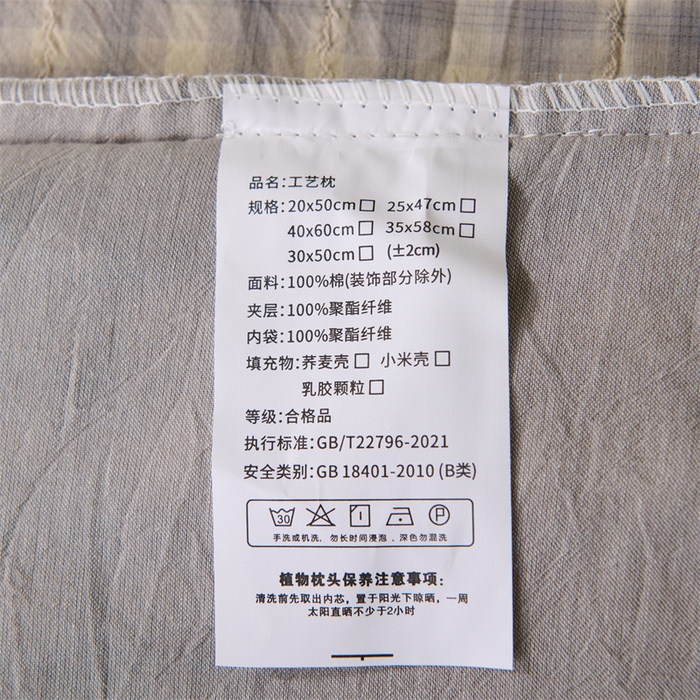 品名:工艺枕
规格:20x50cm□ 25x47cm□
40x60cm□ 35x58cm□
30x50cm□ (±2cm)
面料:100%棉(装饰部分除外)
夹层:100%聚酯纤维
内袋:100%聚酯纤维
填充物:荞麦壳□ 小米壳□
乳胶颗粒□
等级:合格品
执行标准:GB/T22796-2021
安全类别:GB 18401-2010 (B类)
30 P
手洗或机洗, 勿长时间浸泡, 深色勿混洗
植物枕头保养注意事项:
清洗前先取出内芯, 置于阳光下晾晒, 一周
太阳直晒不少于2小时